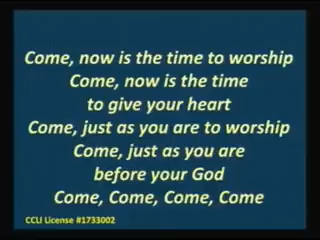 Come, now is the time to worship
Come, now is the time
to give your heart
Come, just as you are to worship
Come, just as you are
before your God
Come, Come, Come, Come
CCLI License #1733002